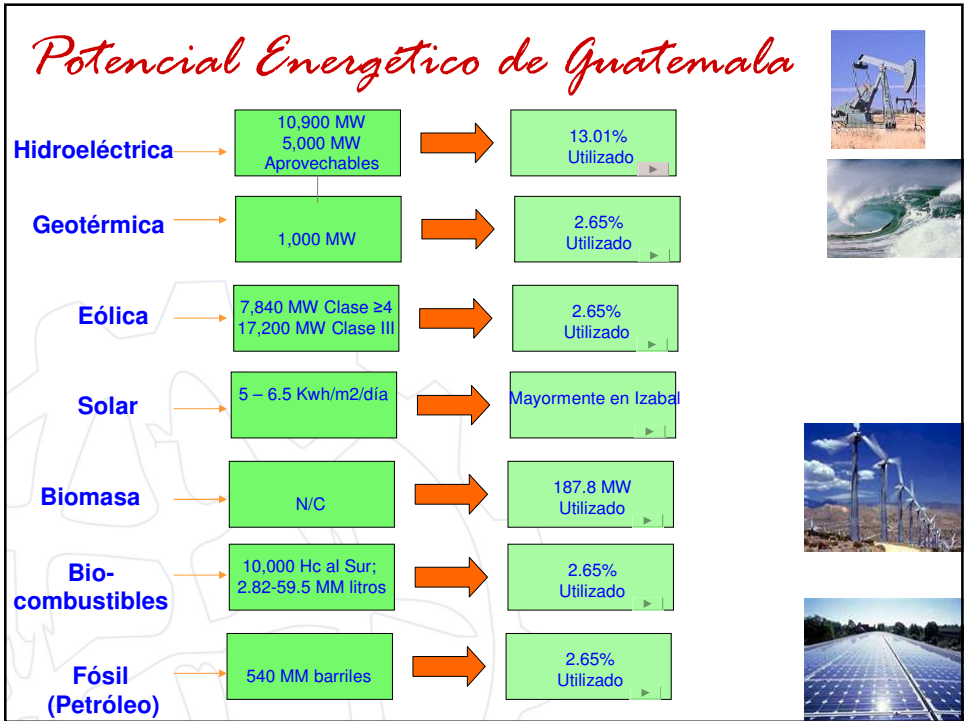 Potencial Energético de Guatemala
Hidroeléctrica
10,900 MW
5,000 MW
Aprovechables
13.01%
Utilizado
Geotérmica
1,000 MW
2.65%
Utilizado
Eólica
7,840 MW Clase ≥4
17,200 MW Clase III
2.65%
Utilizado
Solar
5 – 6.5 Kwh/m2/día
Mayormente en Izabal
Biomasa
N/C
187.8 MW
Utilizado
Bio-
combustibles
10,000 Hc al Sur;
2.82-59.5 MM litros
2.65%
Utilizado
Fósil
(Petróleo)
540 MM barriles
2.65%
Utilizado